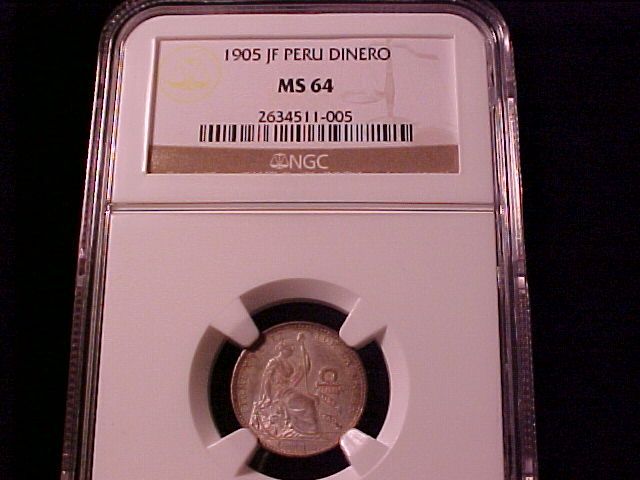 1905 JF PERU DINERO
MS 64
2634511-005
NGC